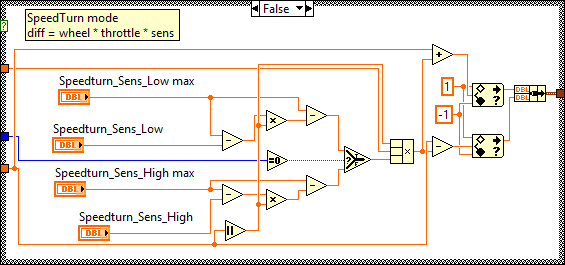 False
SpeedTurn mode
diff = wheel * throttle * sens
?
+
Speedturn_Sens_Low max
DBL
1
?
DBL
DBL
-1
Speedturn_Sens_Low
DBL
=0
?
F
x
?
Speedturn_Sens_High max
DBL
Speedturn_Sens_High
DBL